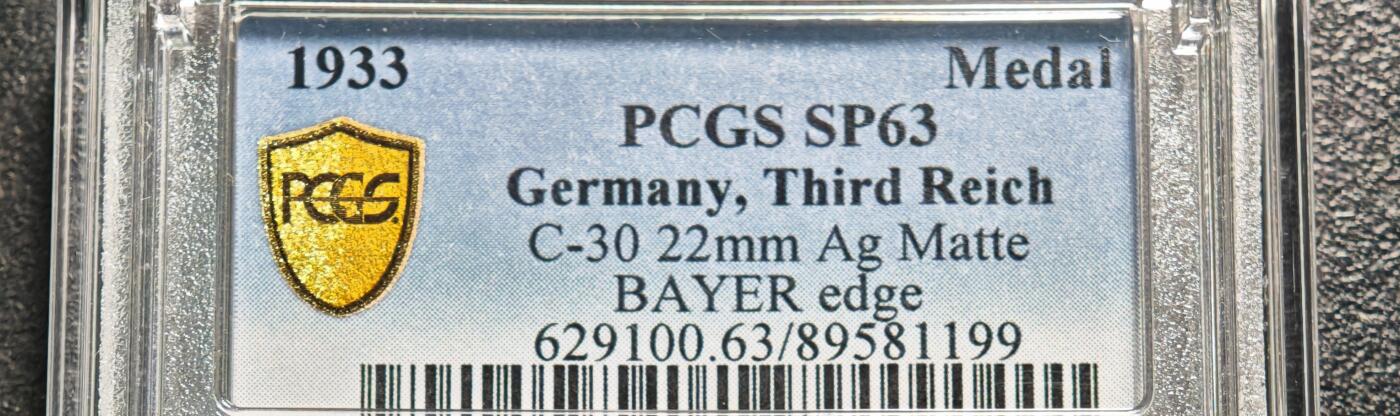 1933 Medal
PCGS SP63
PCGS
Germany, Third Reich
C-30 22mm Ag Matte
BAYER edge
629100.63/89581199